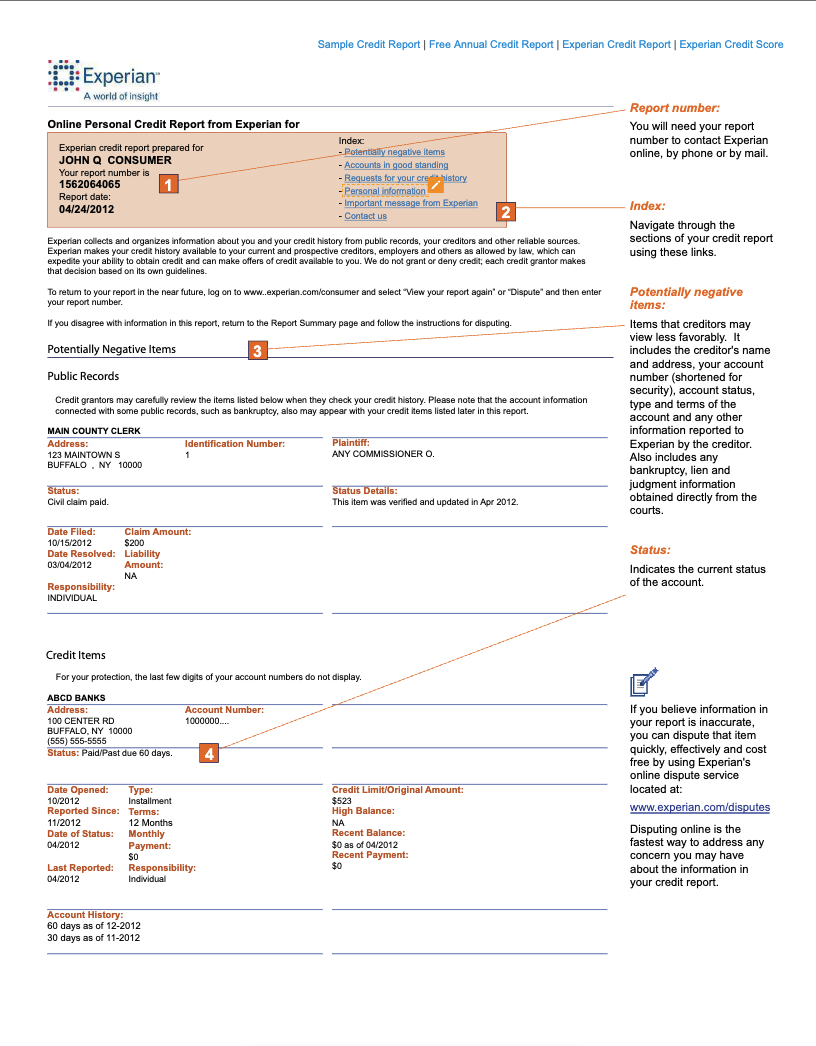 Sample Credit Report | Free Annual Credit Report | Experian Credit Report | Experian Credit Score
Experian™
A world of insight
Online Personal Credit Report from Experian for
Experian credit report prepared for
JOHN Q CONSUMER
Your report number is
1562064065
Report date:
04/24/2012
1
Index:
- Potentially negative items
- Accounts in good standing
- Requests for your credit history
- Personal information
- Important message from Experian
- Contact us
2
Experian collects and organizes information about you and your credit history from public records, your creditors and other reliable sources.
Experian makes your credit history available to your current and prospective creditors, employers and others as allowed by law, which can
expedite your ability to obtain credit and can make offers of credit available to you. We do not grant or deny credit; each credit grantor makes
that decision based on its own guidelines.
To return to your report in the near future, log on to www..experian.com/consumer and select “View your report again” or “Dispute” and then enter
your report number.
If you disagree with information in this report, return to the Report Summary page and follow the instructions for disputing.
Potentially Negative Items
3
Public Records
Credit grantors may carefully review the items listed below when they check your credit history. Please note that the account information
connected with some public records, such as bankruptcy, also may appear with your credit items listed later in this report.
MAIN COUNTY CLERK
Address: Identification Number: Plaintiff:
123 MAINTOWN S 1 ANY COMMISSIONER O.
BUFFALO , NY 10000
Status: Status Details:
Civil claim paid. This item was verified and updated in Apr 2012.
Date Filed: Claim Amount:
10/15/2012 $200
Date Resolved: Liability
03/04/2012 Amount:
NA
Responsibility:
INDIVIDUAL
Credit Items
For your protection, the last few digits of your account numbers do not display.
ABCD BANKS
Address: Account Number:
100 CENTER RD 1000000....
BUFFALO, NY 10000
(555) 555-5555
Status: Paid/Past due 60 days.
4
Date Opened: Type: Credit Limit/Original Amount:
10/2012 Installment $523
Reported Since: Terms: High Balance:
11/2012 12 Months NA
Date of Status: Monthly Recent Balance:
04/2012 Payment: $0 as of 04/2012
$0 Recent Payment:
Last Reported: Responsibility: $0
04/2012 Individual
Account History:
60 days as of 12-2012
30 days as of 11-2012
Report number:
You will need your report
number to contact Experian
online, by phone or by mail.
Index:
Navigate through the
sections of your credit report
using these links.
Potentially negative
items:
Items that creditors may
view less favorably. It
includes the creditor's name
and address, your account
number (shortened for
security), account status,
type and terms of the
account and any other
information reported to
Experian by the creditor.
Also includes any
bankruptcy, lien and
judgment information
obtained directly from the
courts.
Status:
Indicates the current status
of the account.
If you believe information in
your report is inaccurate,
you can dispute that item
quickly, effectively and cost
free by using Experian's
online dispute service
located at:
www.experian.com/disputes
Disputing online is the
fastest way to address any
concern you may have
about the information in
your credit report.